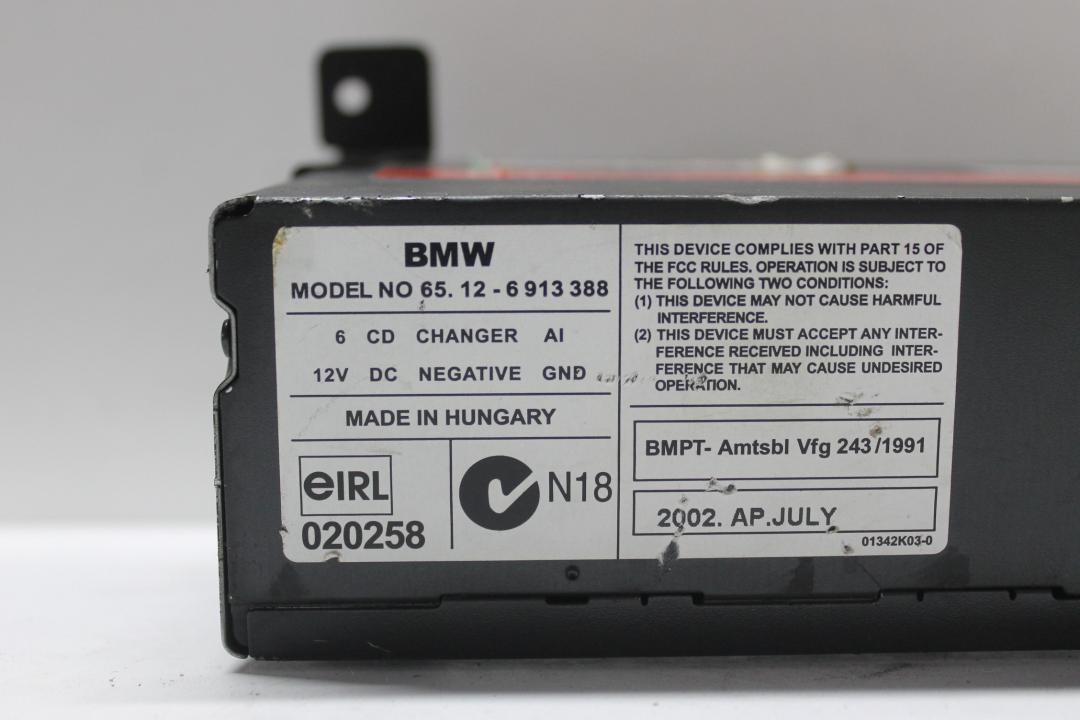 BMW
MODEL NO 65. 12 - 6 913 388
6 CD CHANGER AI
12V DC NEGATIVE GND
MADE IN HUNGARY
eIRL
020258
N18
THIS DEVICE COMPLIES WITH PART 15 OF
THE FCC RULES. OPERATION IS SUBJECT TO
THE FOLLOWING TWO CONDITIONS:
(1) THIS DEVICE MAY NOT CAUSE HARMFUL
INTERFERENCE.
(2) THIS DEVICE MUST ACCEPT ANY INTER-
FERENCE RECEIVED INCLUDING INTER-
FERENCE THAT MAY CAUSE UNDESIRED
OPERATION.
BMPT- Amtsbl Vfg 243/1991
2002. AP.JULY
01342K03-0